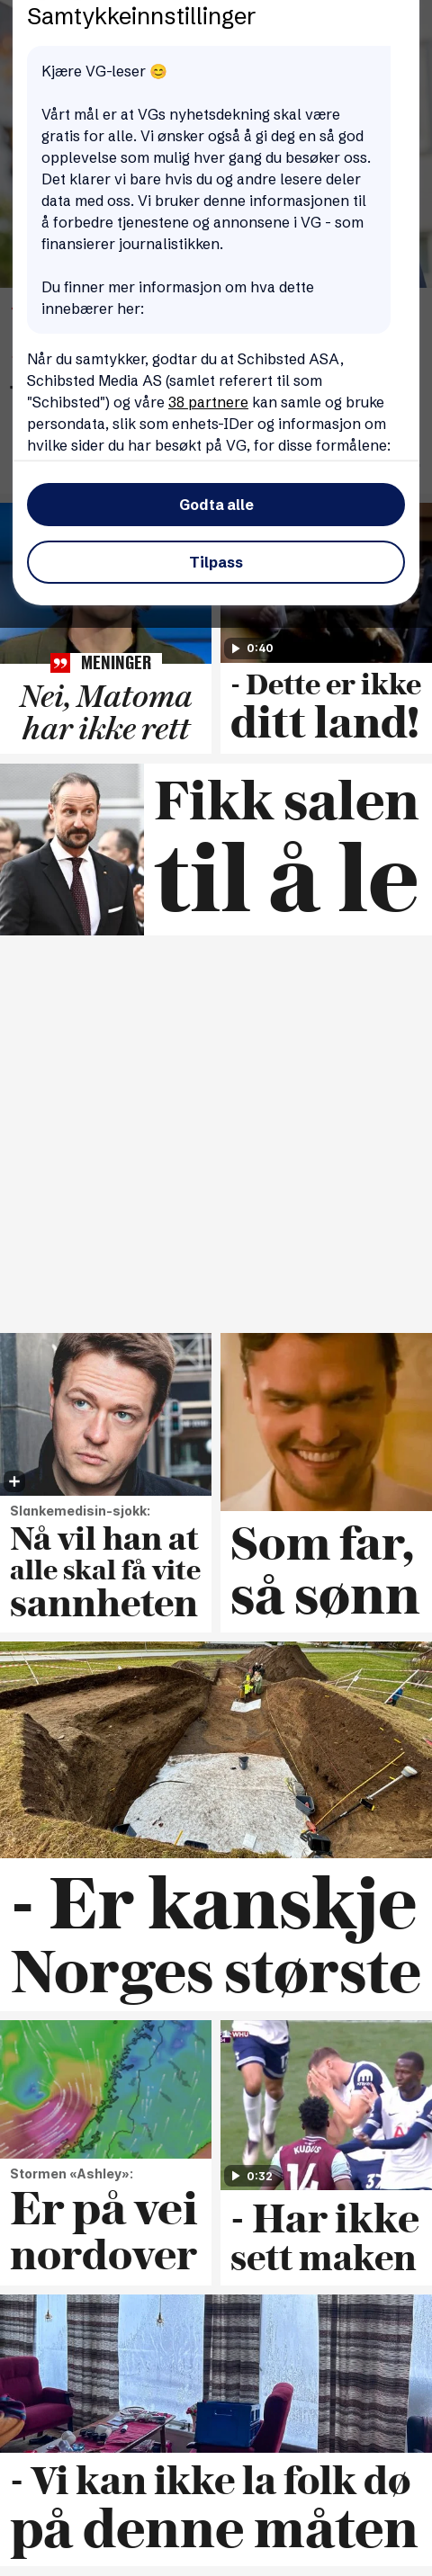 Samtykkeinnstillinger
Kjære VG-leser 😊
Vårt mål er at VGs nyhetsdekning skal være
gratis for alle. Vi ønsker også å gi deg en så god
opplevelse som mulig hver gang du besøker oss.
Det klarer vi bare hvis du og andre lesere deler
data med oss. Vi bruker denne informasjonen til
å forbedre tjenestene og annonsene i VG - som
finansierer journalistikken.
Du finner mer informasjon om hva dette
innebærer her:
Når du samtykker, godtar du at Schibsted ASA,
Schibsted Media AS (samlet referert til som
"Schibsted") og våre 38 partnere kan samle og bruke
persondata, slik som enhets-IDer og informasjon om
hvilke sider du har besøkt på VG, for disse formålene:
Godta alle
Tilpass
MENINGER
Nei, Matoma
har ikke rett
0:40
- Dette er ikke
ditt land!
Fikk salen
til å le
Slankemedisin-sjokk:
Nå vil han at
alle skal få vite
sannheten
Som far,
så sønn
- Er kanskje
Norges største
Stormen «Ashley»:
Er på vei
nordover
WHU
KUDUS
14
0:32
- Har ikke
sett maken
- Vi kan ikke la folk dø
på denne måten